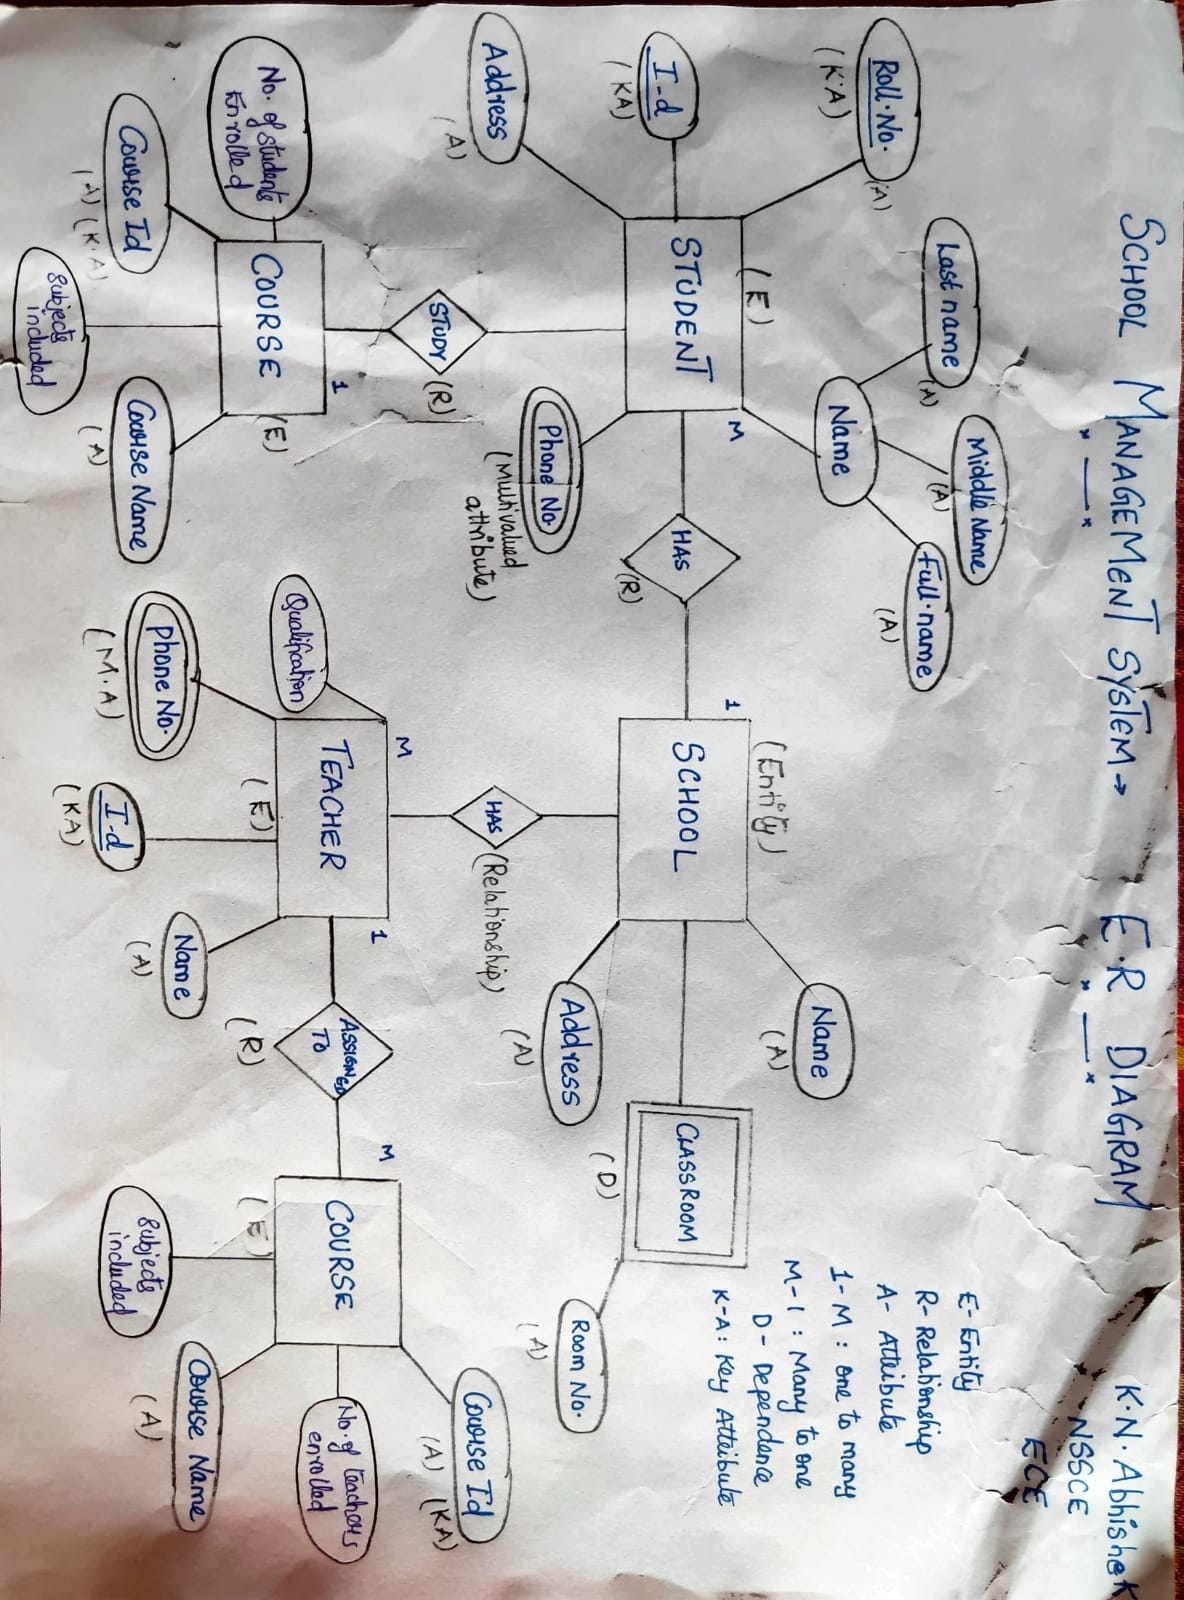 SCHOOL MANAGEMENT SYSTEM → E.R DIAGRAM
K.N.Abhishek
NSSCE
ECE
E- Entity
R- Relationship
A- Attribute
1- M : one to many
M-1 : Many to one
D - Dependence
K-A : Key Attribute
Roll.No.
(K.A)
(A)
I-d
(KA)
Address
(A)
STUDENT
(E)
M
Last name
(A)
Middle Name
(A)
Full.name
(A)
Name
Phone No.
(Multivalued
attribute)
HAS
(R)
1
SCHOOL
(Entity)
Name
(A)
Address
(A)
CLASSROOM
(D)
Room No.
(A)
STUDY
(R)
1
COURSE
(E)
No. of students
Enrolled
Course Id
(A) (K.A)
Subjects
included
Course Name
(A)
HAS
(Relationship)
M
TEACHER
(E)
Qualification
Phone No.
(M.A)
I-d
(KA)
Name
(A)
1
ASSIGNED
TO
(R)
M
COURSE
(E)
Subjects
included
Course Name
(A)
No. of teachers
enrolled
Course Id
(A) (KA)